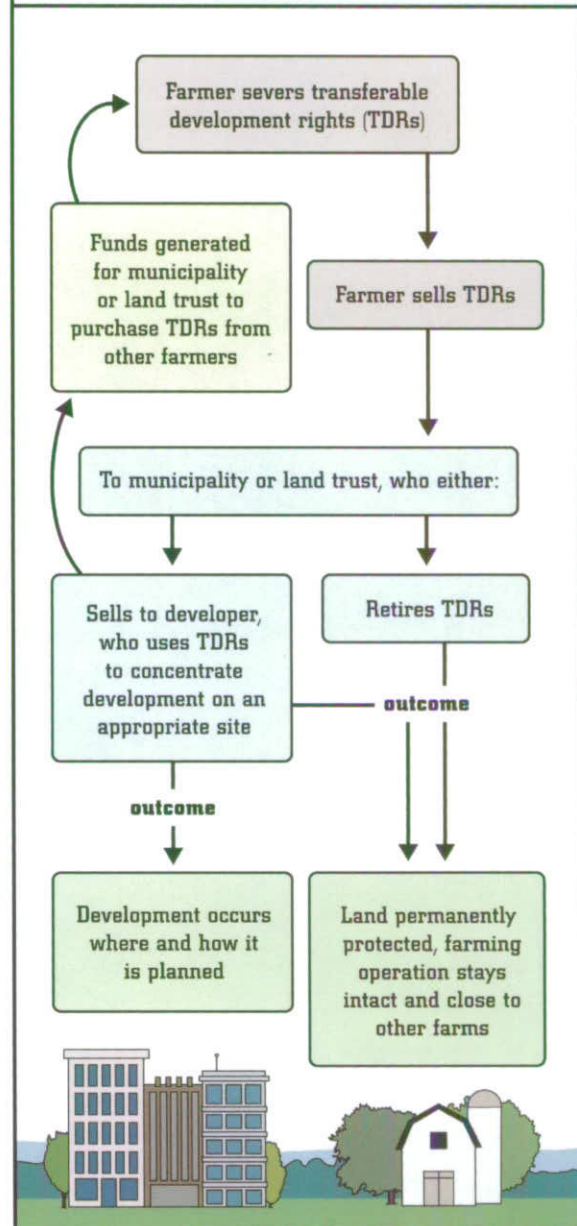 Farmer severs transferable
development rights (TDRs)
Funds generated
for municipality
or land trust to
purchase TDRs from
other farmers
Farmer sells TDRs
To municipality or land trust, who either:
Sells to developer,
who uses TDRs
to concentrate
development on an
appropriate site
Retires TDRs
outcome
outcome
Development occurs
where and how it
is planned
Land permanently
protected, farming
operation stays
intact and close to
other farms